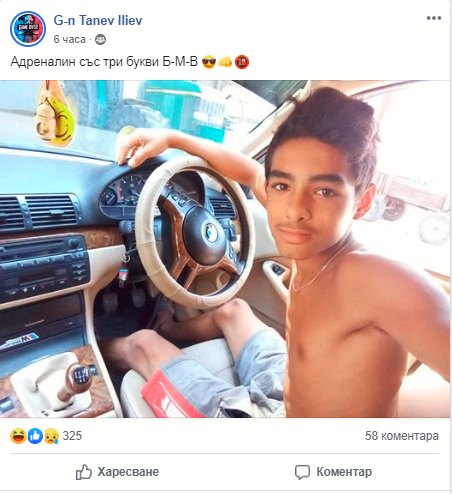 G-n Tanev Iliev
6 часа ·
Адреналин със три букви Б-М-В 😎👊🔞
325
58 коментара
Харесване
Коментар